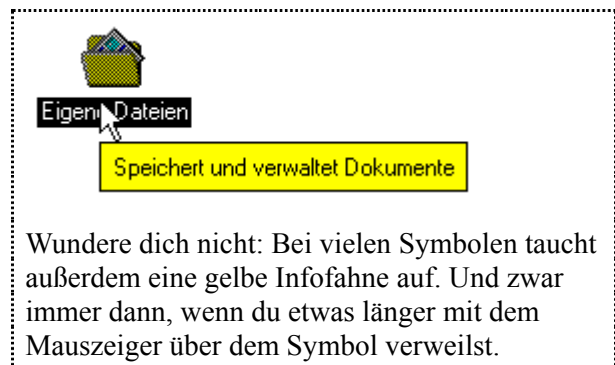 Eigene Dateien
Speichert und verwaltet Dokumente
Wundere dich nicht: Bei vielen Symbolen taucht
außerdem eine gelbe Infofahne auf. Und zwar
immer dann, wenn du etwas länger mit dem
Mauszeiger über dem Symbol verweilst.